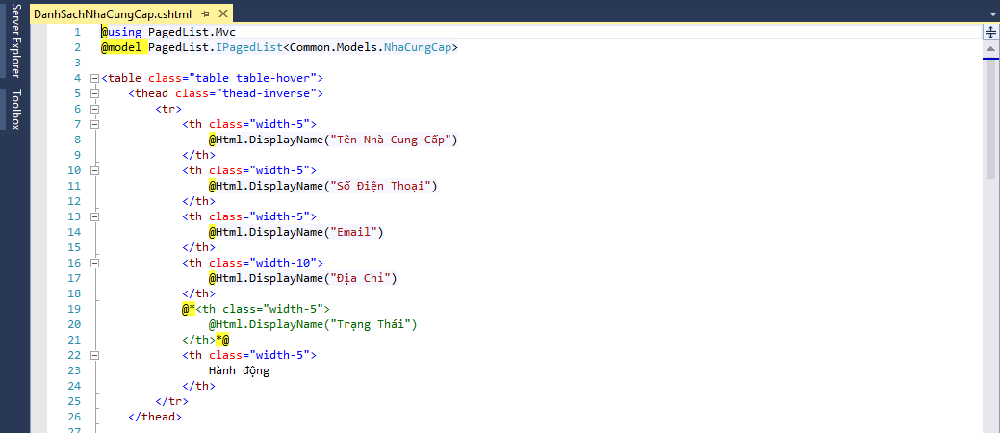 Server Explorer
Toolbox
DanhSachNhaCungCap.cshtml
1 @using PagedList.Mvc
2 @model PagedList.IPagedList<Common.Models.NhaCungCap>
3
4 <table class="table table-hover">
5 <thead class="thead-inverse">
6 <tr>
7 <th class="width-5">
8 @Html.DisplayName("Tên Nhà Cung Cấp")
9 </th>
10 <th class="width-5">
11 @Html.DisplayName("Số Điện Thoại")
12 </th>
13 <th class="width-5">
14 @Html.DisplayName("Email")
15 </th>
16 <th class="width-10">
17 @Html.DisplayName("Địa Chỉ")
18 </th>
19 @*<th class="width-5">
20 @Html.DisplayName("Trạng Thái")
21 </th>*@
22 <th class="width-5">
23 Hành động
24 </th>
25 </tr>
26 </thead>
27